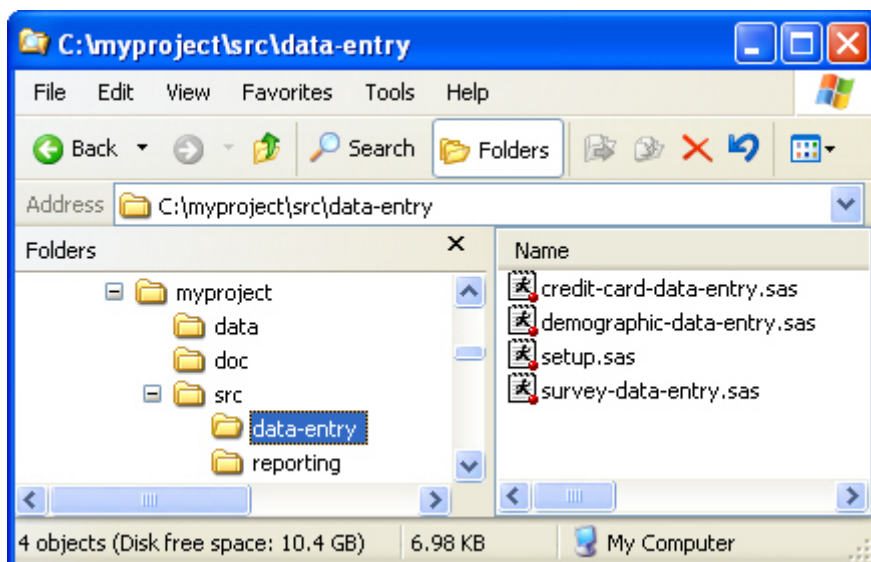 C:\myproject\src\data-entry
File Edit View Favorites Tools Help
Back Search Folders
Address C:\myproject\src\data-entry
Folders x Name
myproject
data
doc
src
data-entry
reporting
credit-card-data-entry.sas
demographic-data-entry.sas
setup.sas
survey-data-entry.sas
4 objects (Disk free space: 10.4 GB) 6.98 KB My Computer